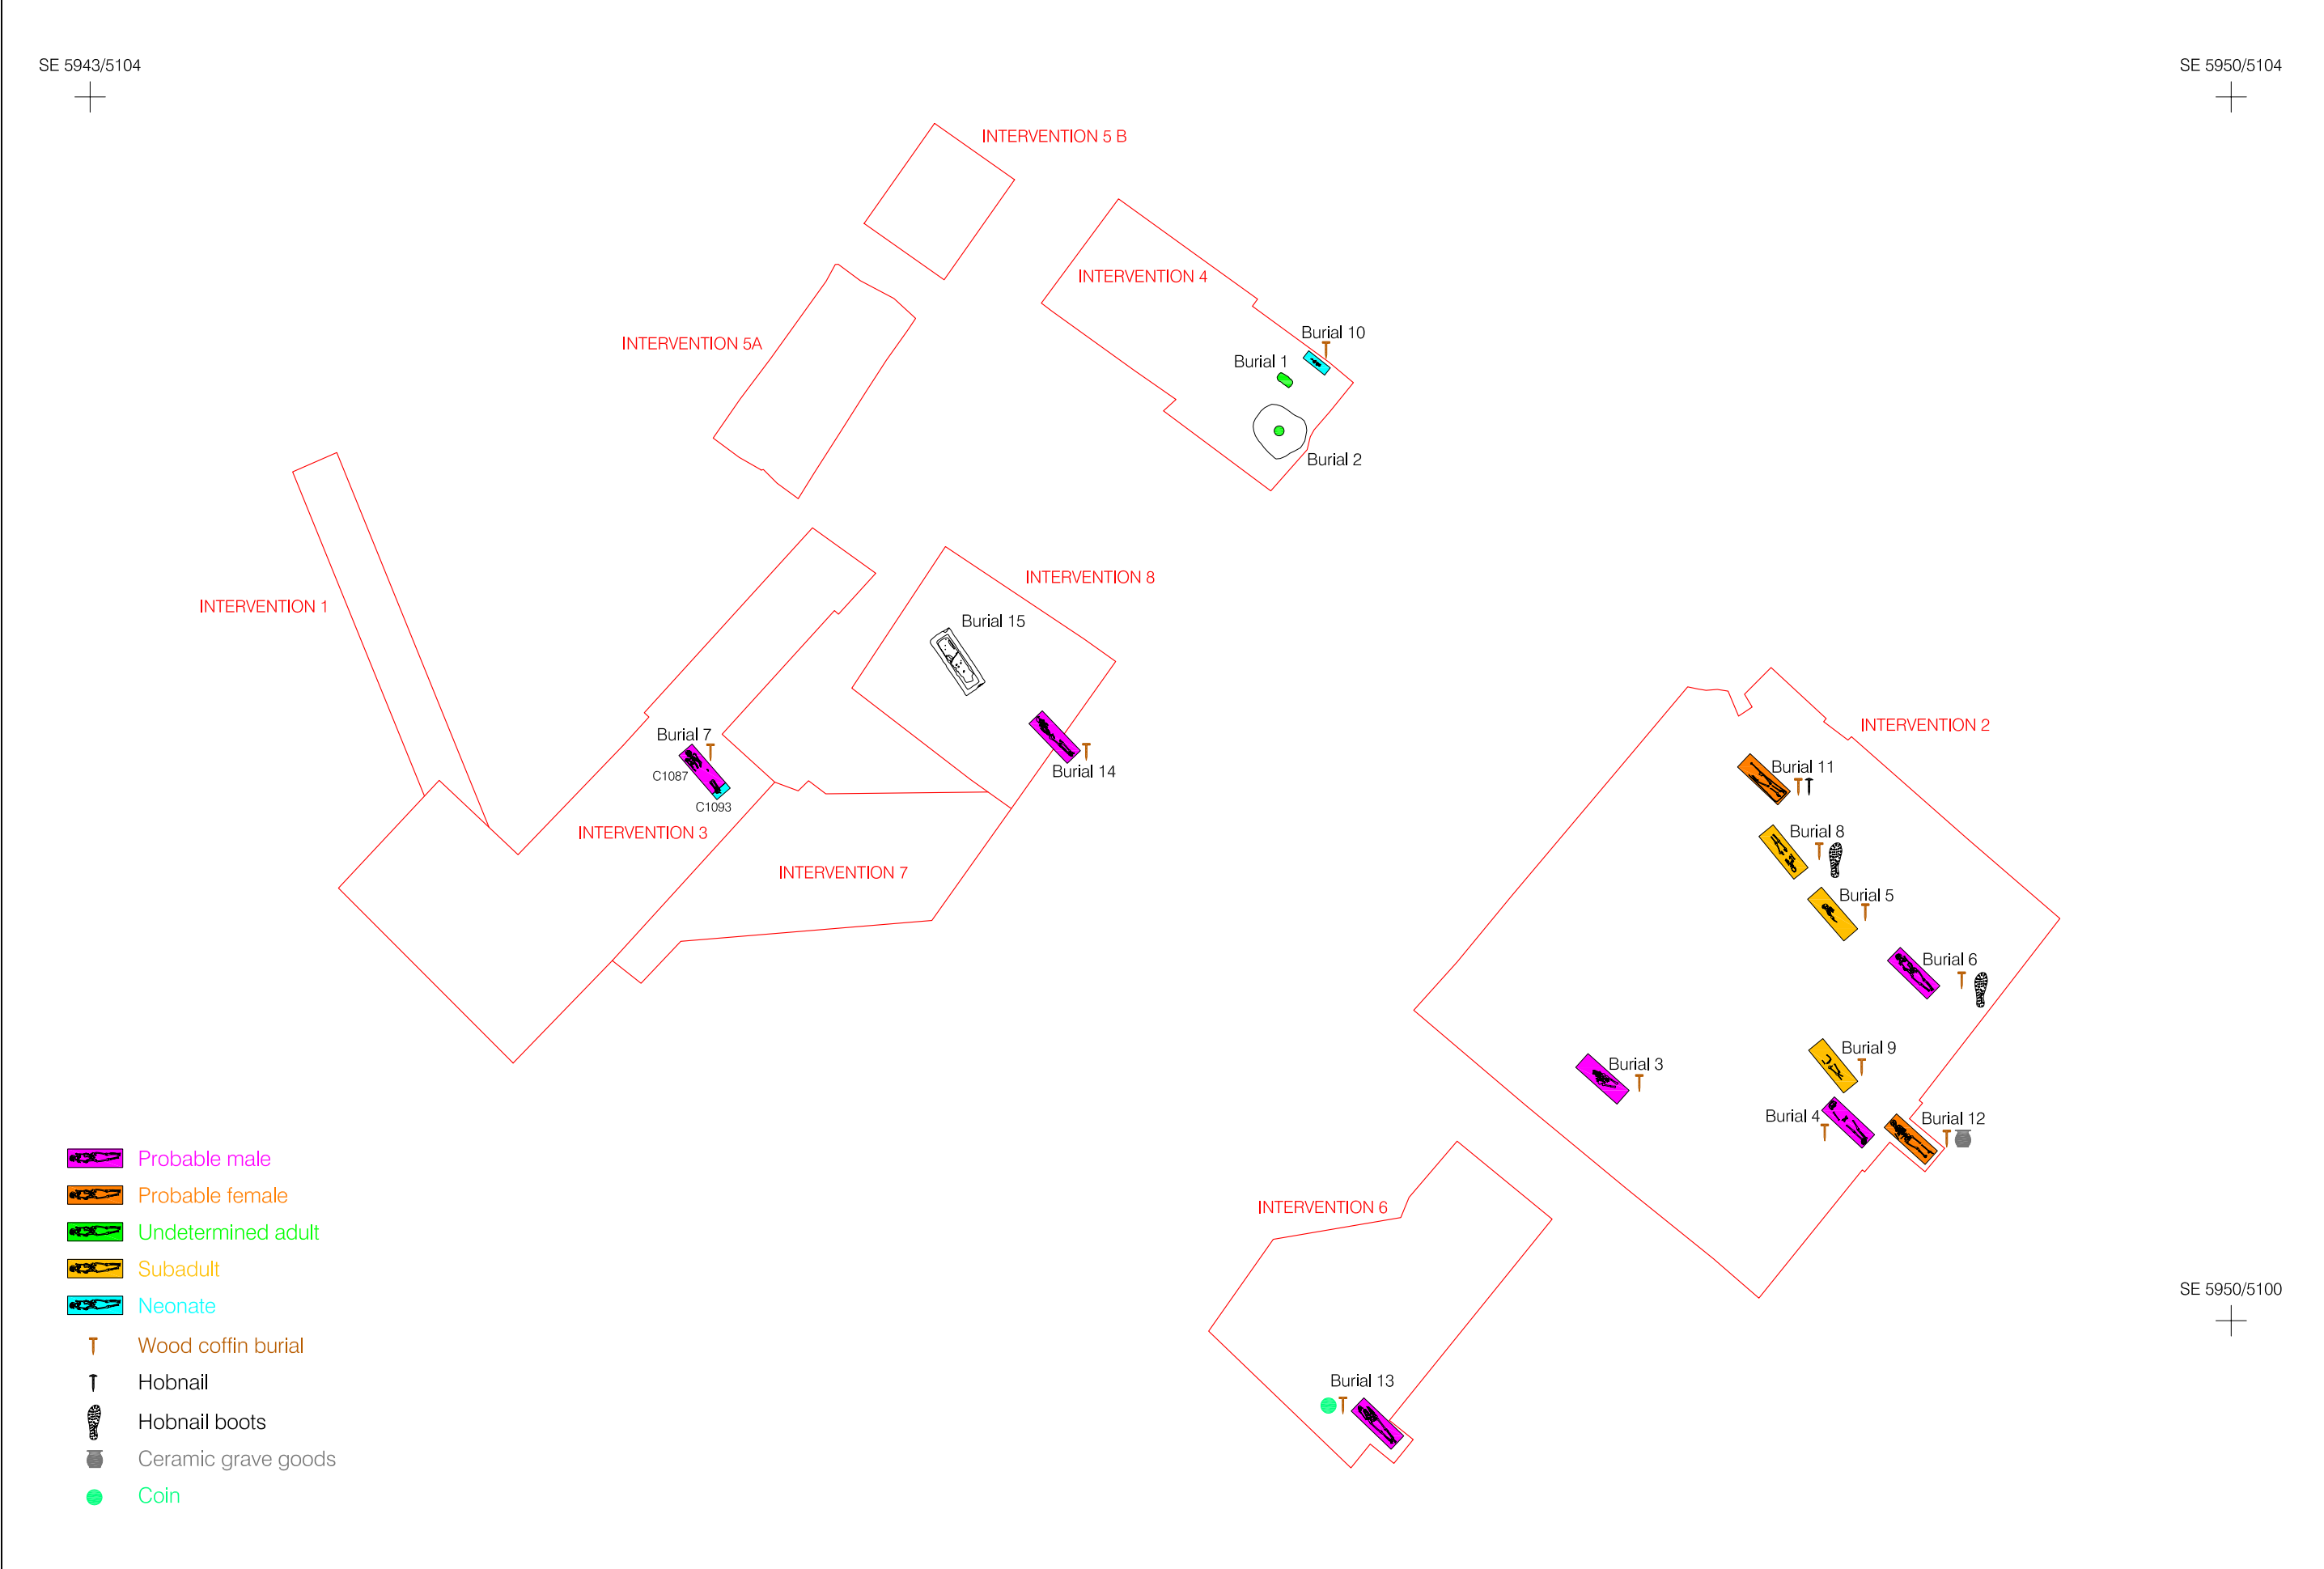 SE 5943/5104
SE 5950/5104
INTERVENTION 5 B
INTERVENTION 4
INTERVENTION 5A
Burial 10
Burial 1
Burial 2
INTERVENTION 8
INTERVENTION 1
Burial 15
Burial 7
C1087
C1093
Burial 14
INTERVENTION 3
INTERVENTION 7
INTERVENTION 2
Burial 11
Burial 8
Burial 5
Burial 6
Burial 9
Burial 3
Burial 4
Burial 12
INTERVENTION 6
SE 5950/5100
Burial 13
Probable male
Probable female
Undetermined adult
Subadult
Neonate
Wood coffin burial
Hobnail
Hobnail boots
Ceramic grave goods
Coin